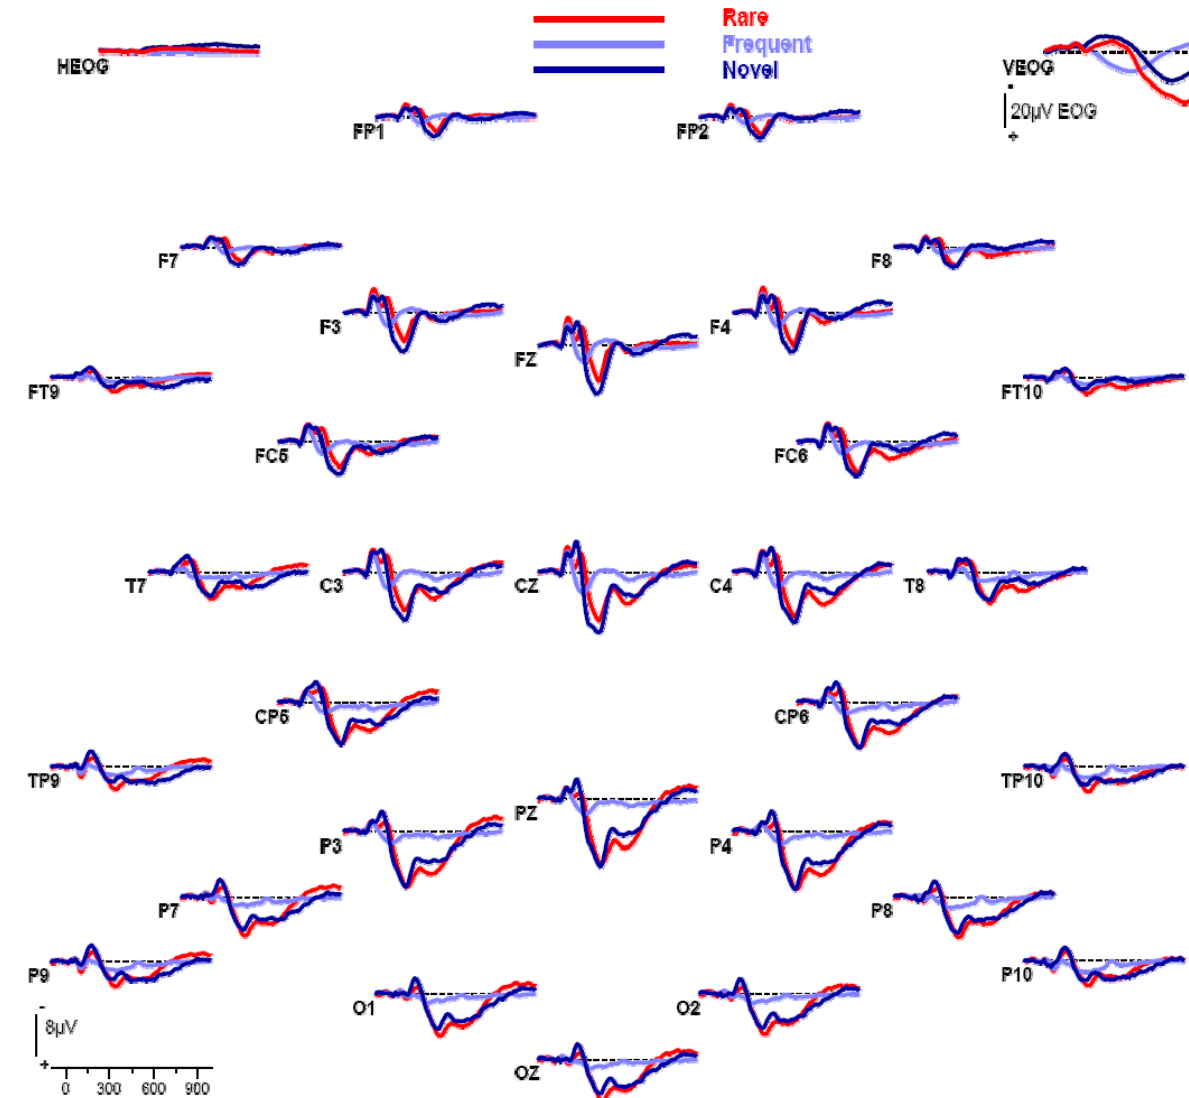 Rare
Frequent
Novel
HEOG
VEOG
-
20µV EOG
+
FP1
FP2
F7
F8
F3
FZ
F4
FT9
FT10
FC5
FC6
T7
C3
CZ
C4
T8
CP5
CP6
TP9
TP10
PZ
P3
P4
P7
P8
P9
P10
O1
O2
-
8µV
+
OZ
0 300 600 900